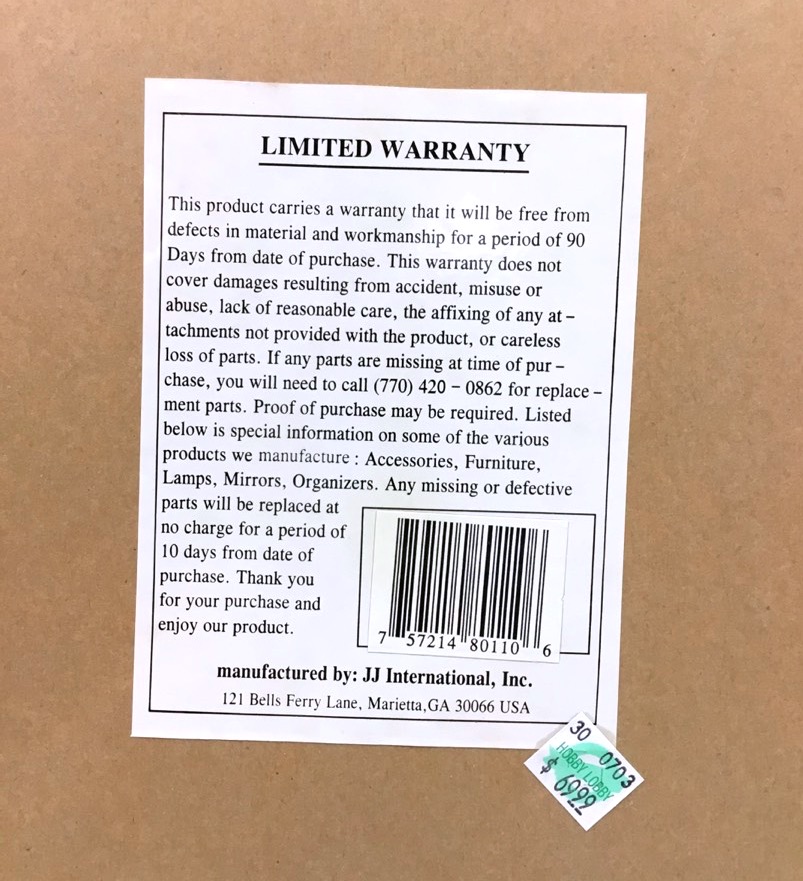 LIMITED WARRANTY
This product carries a warranty that it will be free from
defects in material and workmanship for a period of 90
Days from date of purchase. This warranty does not
cover damages resulting from accident, misuse or
abuse, lack of reasonable care, the affixing of any at –
tachments not provided with the product, or careless
loss of parts. If any parts are missing at time of pur –
chase, you will need to call (770) 420 – 0862 for replace –
ment parts. Proof of purchase may be required. Listed
below is special information on some of the various
products we manufacture : Accessories, Furniture,
Lamps, Mirrors, Organizers. Any missing or defective
parts will be replaced at
no charge for a period of
10 days from date of
purchase. Thank you
for your purchase and
enjoy our product.
7 57214 80110 6
manufactured by: JJ International, Inc.
121 Bells Ferry Lane, Marietta,GA 30066 USA
30 0703
HOBBY LOBBY
$ 6999